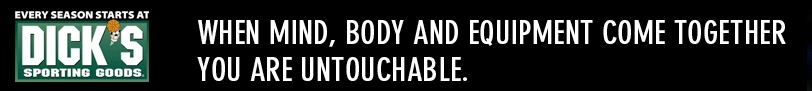 EVERY SEASON STARTS AT
DICK'S
SPORTING GOODS.
WHEN MIND, BODY AND EQUIPMENT COME TOGETHER
YOU ARE UNTOUCHABLE.